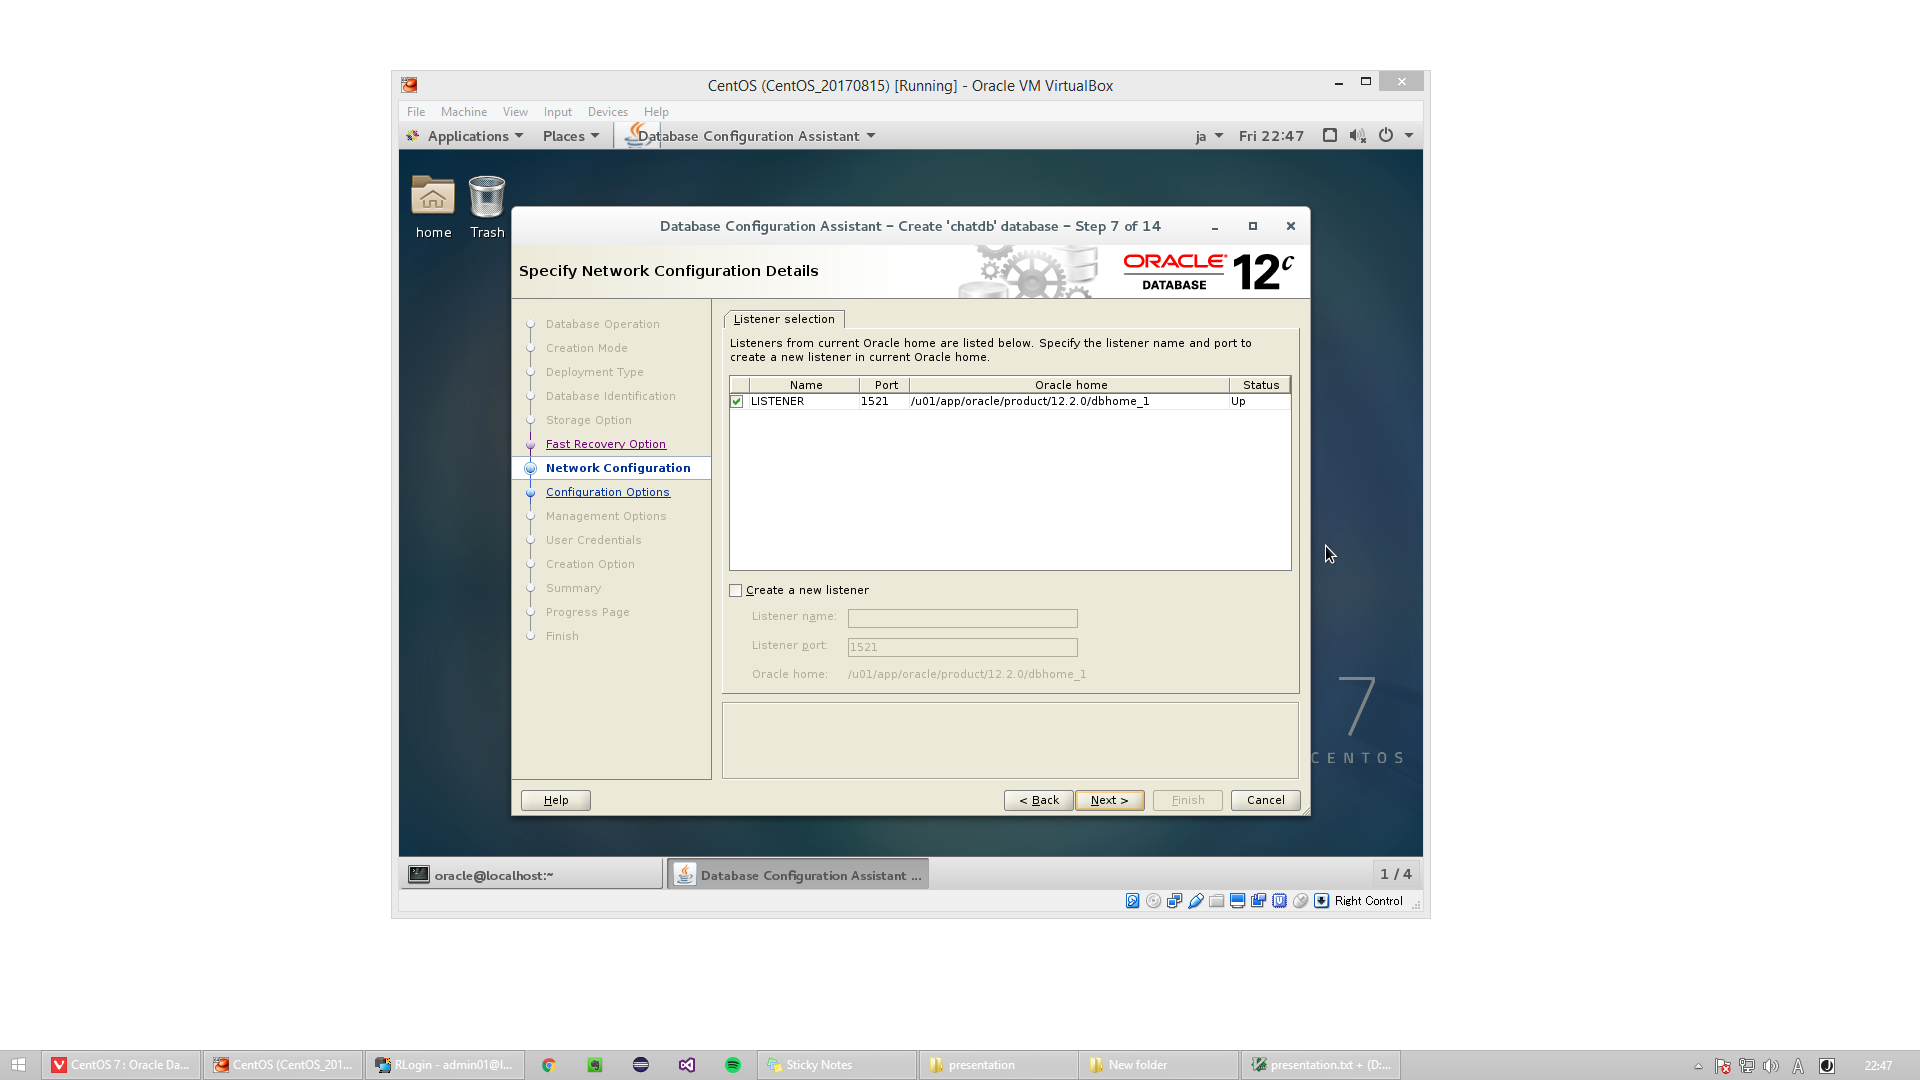 CentOS (CentOS_20170815) [Running] - Oracle VM VirtualBox
File Machine View Input Devices Help
Applications Places Database Configuration Assistant ja Fri 22:47
home Trash
Database Configuration Assistant – Create 'chatdb' database – Step 7 of 14
Specify Network Configuration Details
ORACLE DATABASE 12c
Database Operation
Creation Mode
Deployment Type
Database Identification
Storage Option
Fast Recovery Option
Network Configuration
Configuration Options
Management Options
User Credentials
Creation Option
Summary
Progress Page
Finish
Listener selection
Listeners from current Oracle home are listed below. Specify the listener name and port to
create a new listener in current Oracle home.
Name Port Oracle home Status
LISTENER 1521 /u01/app/oracle/product/12.2.0/dbhome_1 Up
Create a new listener
Listener name:
Listener port: 1521
Oracle home: /u01/app/oracle/product/12.2.0/dbhome_1
Help < Back Next > Finish Cancel
7
CENTOS
oracle@localhost:~ Database Configuration Assistant ... 1 / 4
Right Control
CentOS 7 : Oracle Da... CentOS (CentOS_201... RLogin - admin01@l... Sticky Notes presentation New folder presentation.txt + (D:... A 22:47